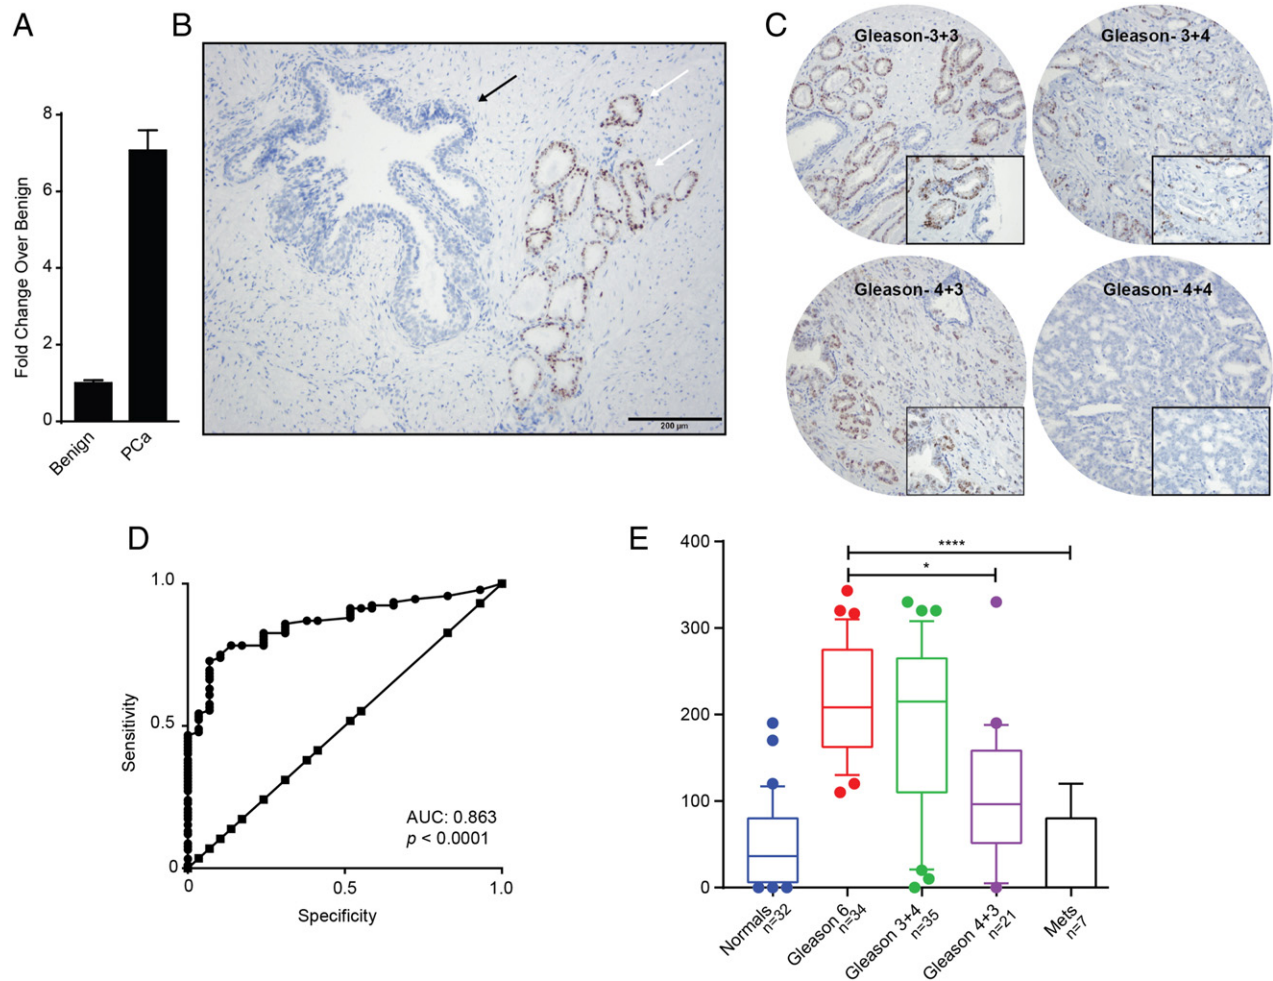 A
B
C
Fold Change Over Benign
8
6
4
2
0
Benign
PCa
200 µm
Gleason-3+3
Gleason- 3+4
Gleason- 4+3
Gleason- 4+4
D
Sensitivity
1.0
0.5
0
0
0.5
1.0
Specificity
AUC: 0.863
p < 0.0001
E
400
300
200
100
0
****
*
Normals
n=32
Gleason 6
n=34
Gleason 3+4
n=35
Gleason 4+3
n=21
Mets
n=7